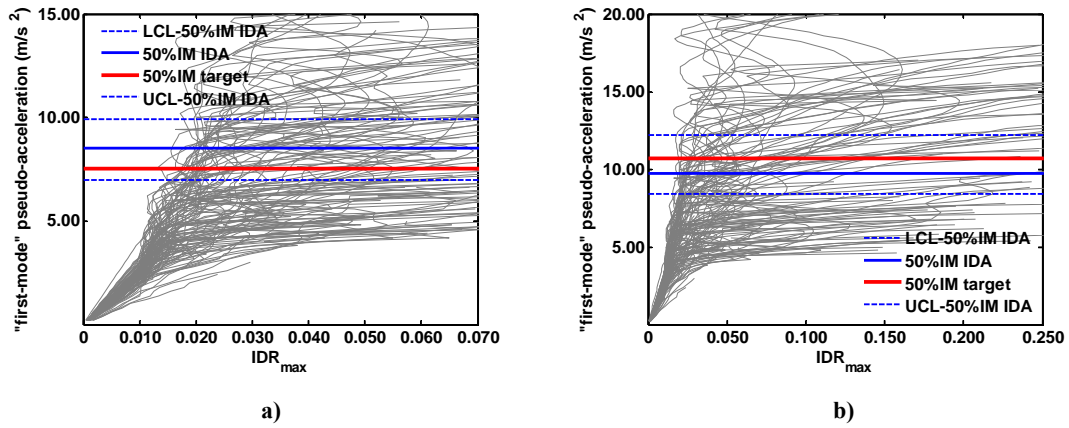 15.00
10.00
5.00
"first-mode" pseudo-acceleration (m/s 2)
LCL-50%IM IDA
50%IM IDA
50%IM target
UCL-50%IM IDA
0 0.010 0.020 0.030 0.040 0.050 0.060 0.070
IDRmax
a)
20.00
15.00
10.00
5.00
"first-mode" pseudo-acceleration (m/s 2)
LCL-50%IM IDA
50%IM IDA
50%IM target
UCL-50%IM IDA
0 0.050 0.100 0.150 0.200 0.250
IDRmax
b)